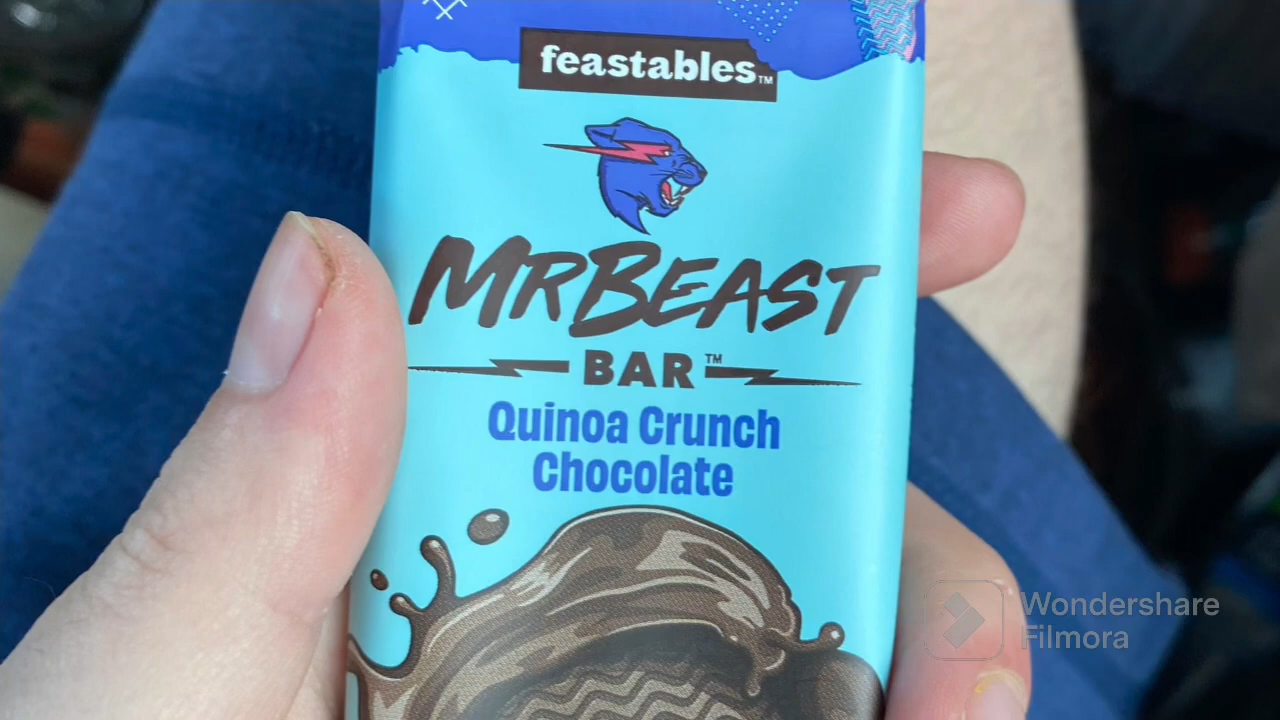 feastables™
MRBEAST
BAR™
Quinoa Crunch
Chocolate
Wondershare
Filmora